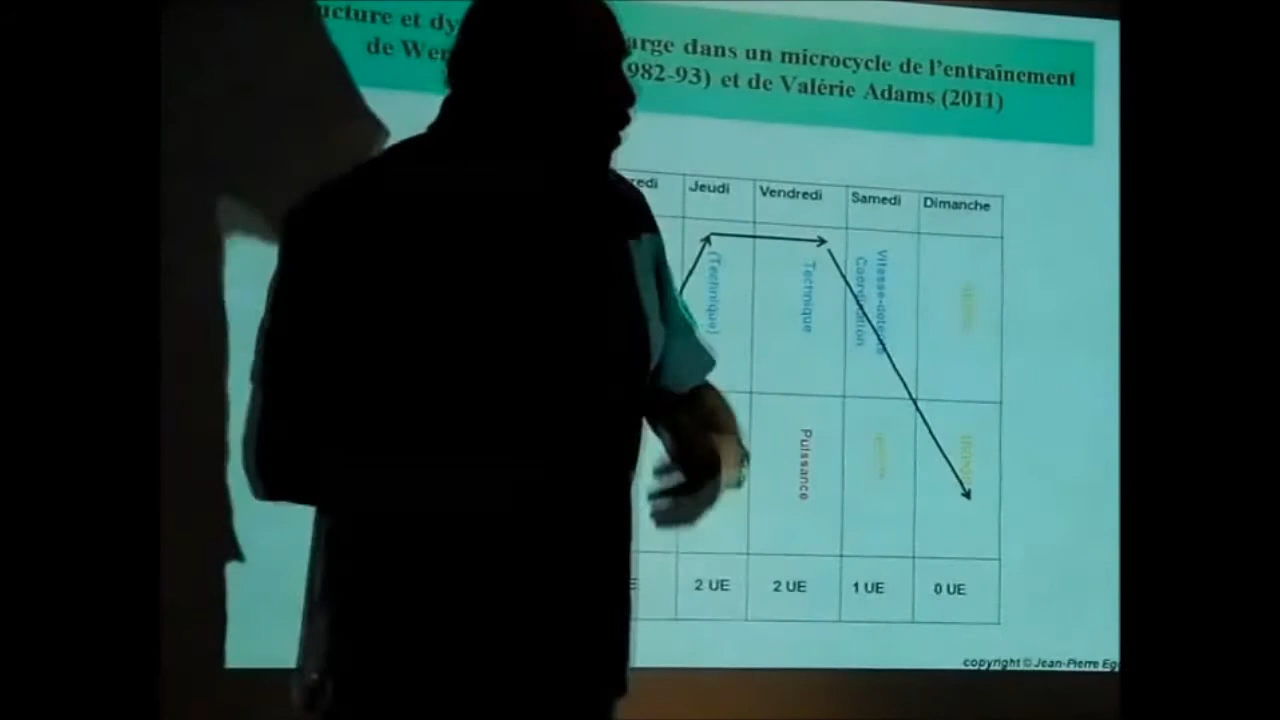 ucture et dy arge dans un microcycle de l'entraînement
de Wer 982-93) et de Valérie Adams (2011)
redi Jeudi Vendredi Samedi Dimanche
(Technique)
Technique
Vitesse-détente
Coordination
Puissance
E 2 UE 2 UE 1 UE 0 UE
copyright © Jean-Pierre Eg